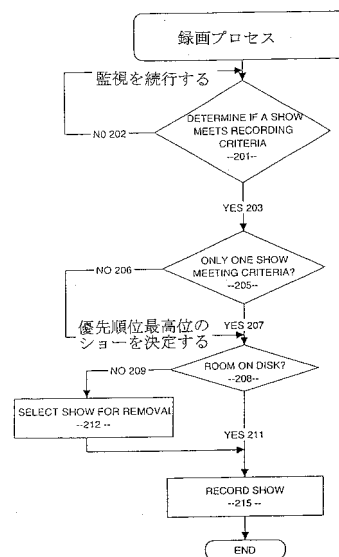 録画プロセス
監視を続行する
NO 202
DETERMINE IF A SHOW
MEETS RECORDING
CRITERIA
--201--
YES 203
NO 206
ONLY ONE SHOW
MEETING CRITERIA?
--205--
優先順位最高位の
ショーを決定する
YES 207
NO 209
ROOM ON DISK?
--208--
SELECT SHOW FOR REMOVAL
--212 --
YES 211
RECORD SHOW
--215 --
END